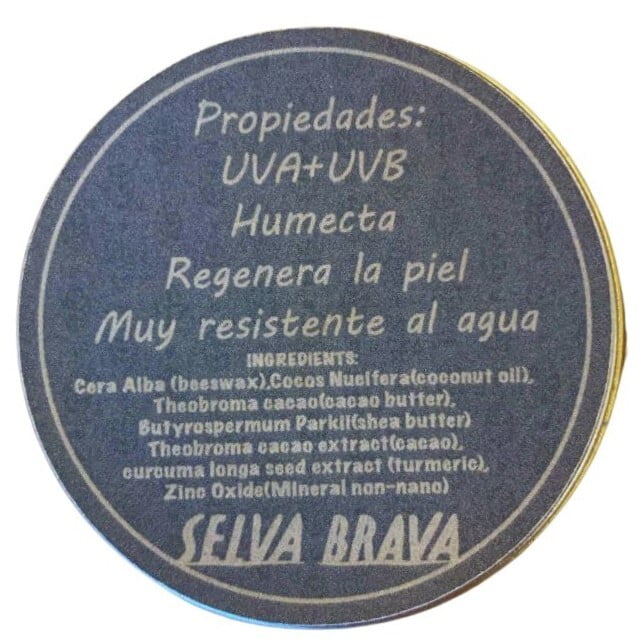 Propiedades:
UVA+UVB
Humecta
Regenera la piel
Muy resistente al agua
INGREDIENTS:
Cera Alba (beeswax),Cocos Nucifera(coconut oil),
Theobroma cacao(cacao butter),
Butyrospermum Parkii(shea butter)
Theobroma cacao extract(cacao),
curcuma longa seed extract (turmeric),
Zinc Oxide(Mineral non-nano)
SELVA BRAVA